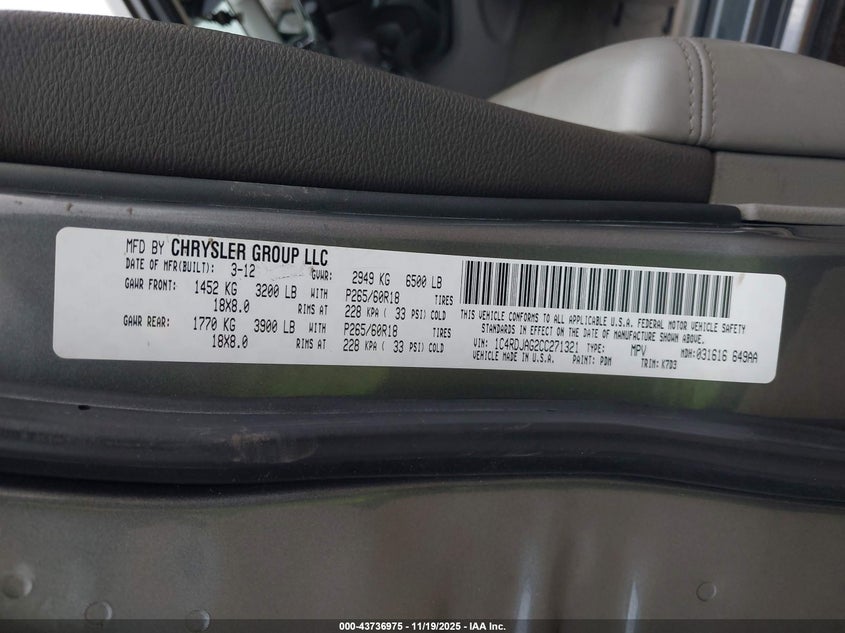 MFD BY CHRYSLER GROUP LLC
DATE OF MFR(BUILT): 3-12 GVWR: 2949 KG 6500 LB
GAWR FRONT: 1452 KG 3200 LB WITH P265/60R18 TIRES
18X8.0 RIMS AT 228 KPA ( 33 PSI) COLD
GAWR REAR: 1770 KG 3900 LB WITH P265/60R18 TIRES
18X8.0 RIMS AT 228 KPA ( 33 PSI) COLD
THIS VEHICLE CONFORMS TO ALL APPLICABLE U.S.A. FEDERAL MOTOR VEHICLE SAFETY
STANDARDS IN EFFECT ON THE DATE OF MANUFACTURE SHOWN ABOVE.
VIN: 1C4RDJAG2CC271321 TYPE: MPV MDH: 031616 849AA
VEHICLE MADE IN U.S.A. PAINT: PDM TRIM: K7D3
000-43736975 - 11/19/2025 - IAA Inc.